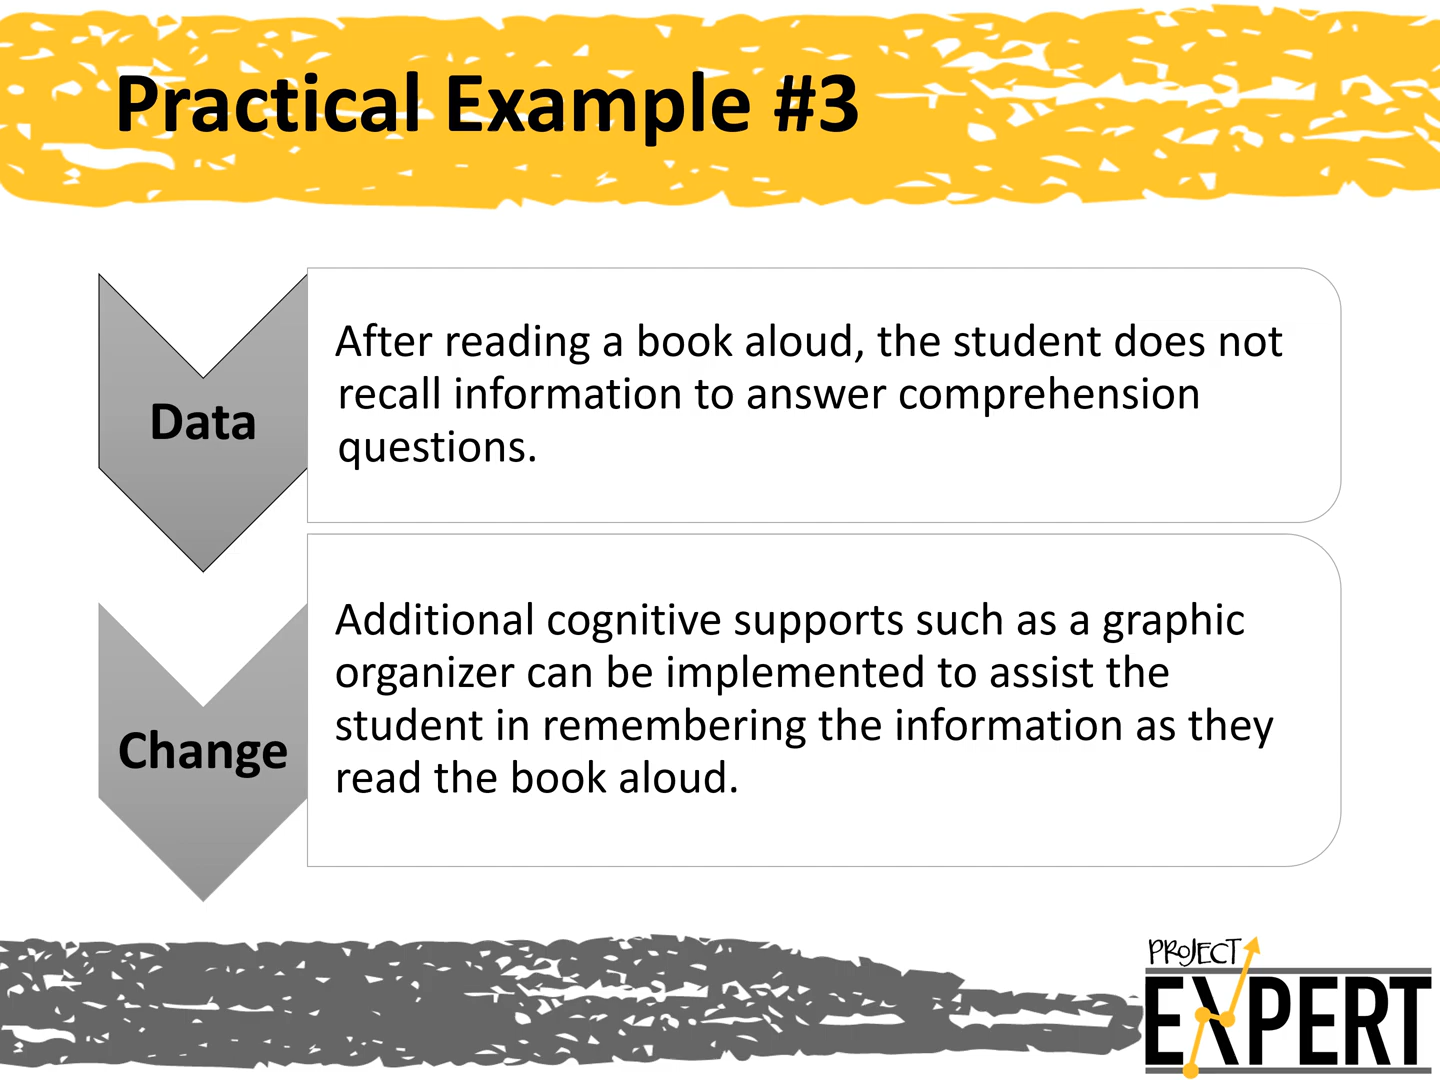 Practical Example #3
Data
After reading a book aloud, the student does not
recall information to answer comprehension
questions.
Change
Additional cognitive supports such as a graphic
organizer can be implemented to assist the
student in remembering the information as they
read the book aloud.
PROJECT
EXPERT